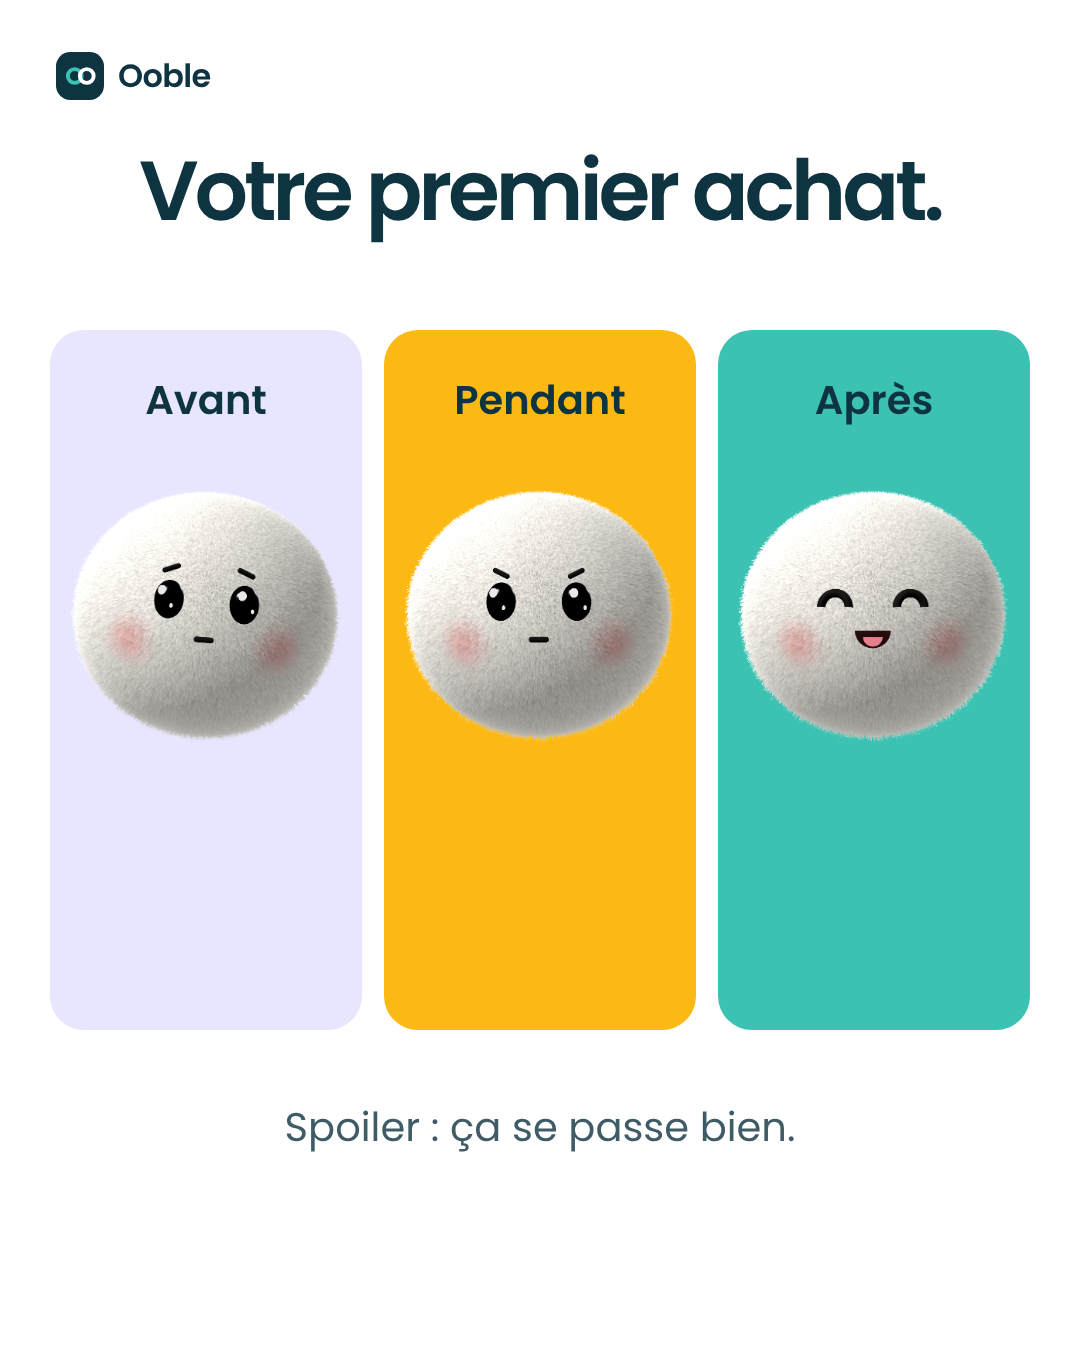 Ooble
Votre premier achat.
Avant
Pendant
Après
Spoiler : ça se passe bien.